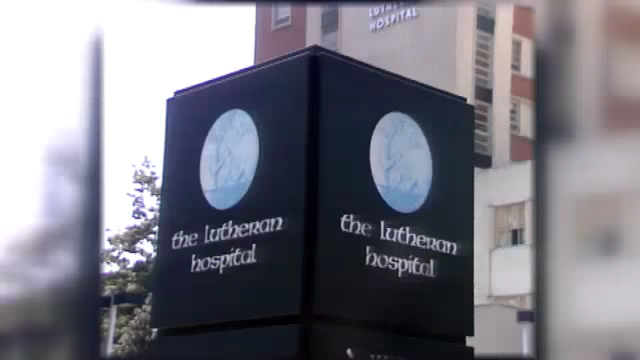 LUTHERAN
HOSPITAL
the lutheran
hospital
the lutheran
hospital